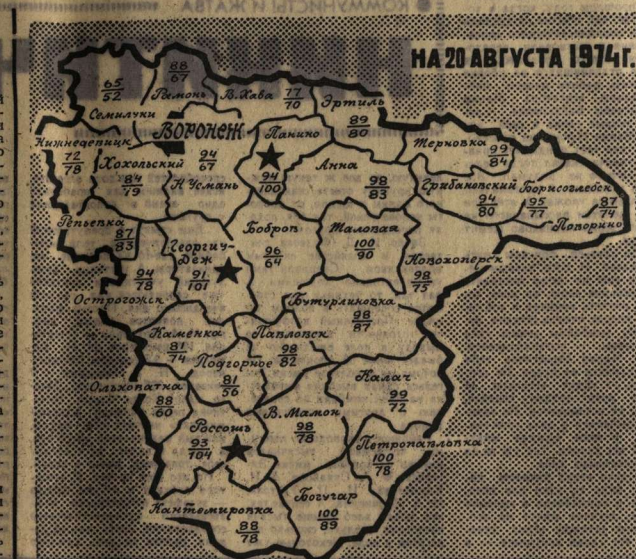 КОММУНИСТЫ И ЖАТВА
НА 20 АВГУСТА 1974г.
65/52
Семилуки
88/67
Рамонь
В. Хава
77/70
Эртиль
89/80
ВОРОНЕЖ
Панино
94/100
Терновка
99/84
Нижнедевицк
72/78
Хохольский
84/79
94/67
Н. Усмань
Анна
98/83
Грибановский
94/80
Борисоглебск
95/77
87/74
Поворино
Репьевка
87/83
Георгиу-
Деж
91/101
Бобров
96/64
Таловая
100/90
Новохоперск
98/75
94/78
Острогожск
Бутурлиновка
98/87
Каменка
81/74
Павловск
98/82
Подгорное
81/56
Ольховатка
88/60
Калач
99/72
Россошь
93/104
В. Мамон
98/78
Петропавловка
100/78
Кантемировка
88/78
Богучар
100/89